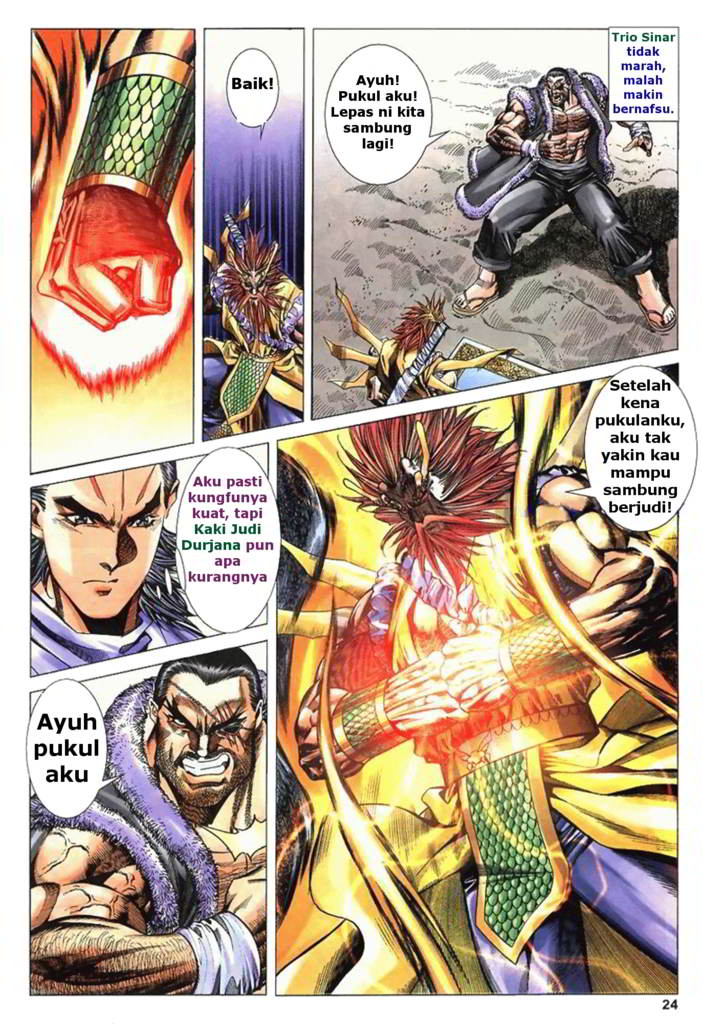 Baik!
Ayuh!
Pukul aku!
Lepas ni kita
sambung
lagi!
Trio Sinar
tidak
marah,
malah
makin
bernafsu.
Setelah
kena
pukulanku,
aku tak
yakin kau
mampu
sambung
berjudi!
Aku pasti
kungfunya
kuat, tapi
Kaki Judi
Durjana pun
apa
kurangnya
Ayuh
pukul
aku
24